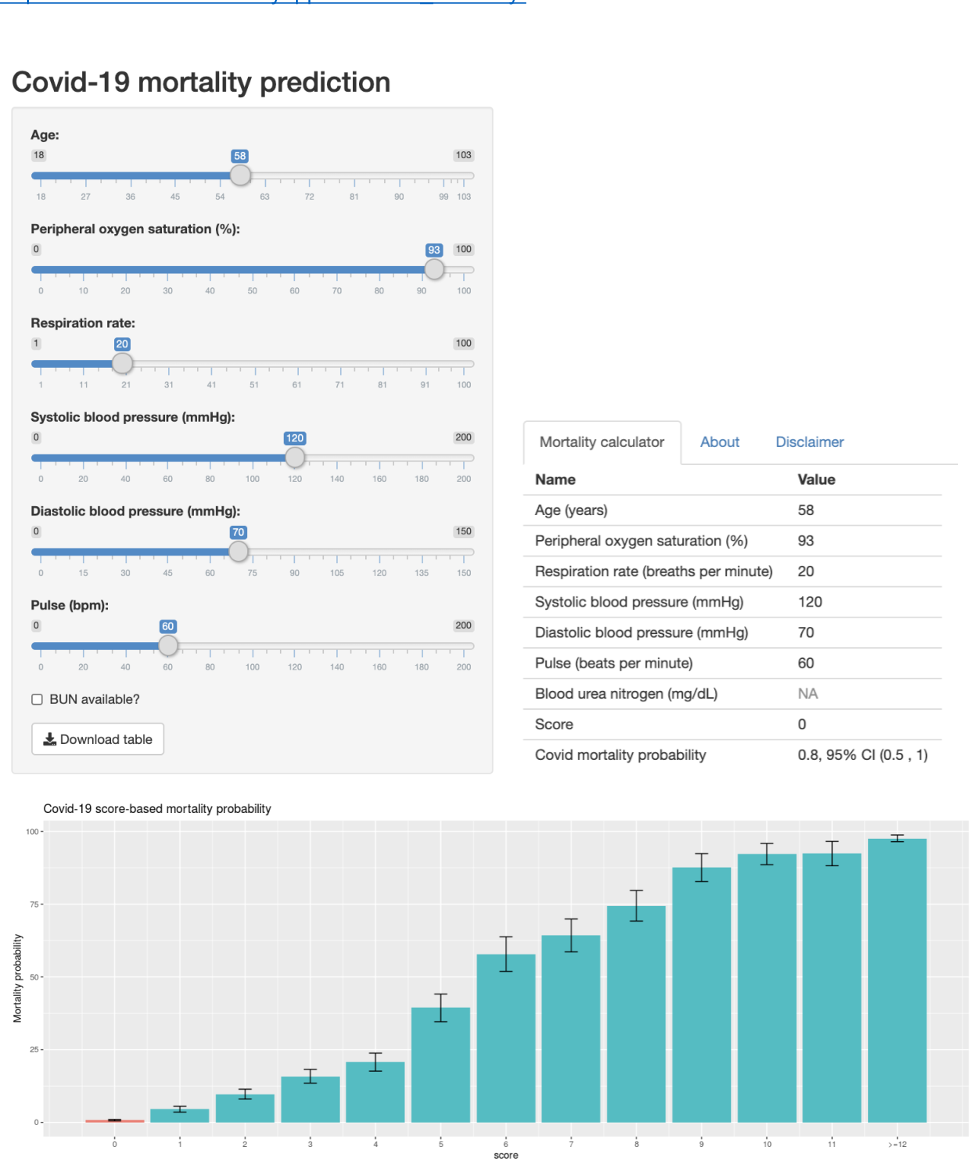 Covid-19 mortality prediction
Age:
18 58 103
18 27 36 45 54 63 72 81 90 99 103
Peripheral oxygen saturation (%):
0 93 100
0 10 20 30 40 50 60 70 80 90 100
Respiration rate:
1 20 100
1 11 21 31 41 51 61 71 81 91 100
Systolic blood pressure (mmHg):
0 120 200
0 20 40 60 80 100 120 140 160 180 200
Diastolic blood pressure (mmHg):
0 70 150
0 15 30 45 60 75 90 105 120 135 150
Pulse (bpm):
0 60 200
0 20 40 60 80 100 120 140 160 180 200
BUN available?
Download table
Mortality calculator About Disclaimer
Name Value
Age (years) 58
Peripheral oxygen saturation (%) 93
Respiration rate (breaths per minute) 20
Systolic blood pressure (mmHg) 120
Diastolic blood pressure (mmHg) 70
Pulse (beats per minute) 60
Blood urea nitrogen (mg/dL) NA
Score 0
Covid mortality probability 0.8, 95% CI (0.5 , 1)
Covid-19 score-based mortality probability
Mortality probability
100
75
50
25
0
0 1 2 3 4 5 6 7 8 9 10 11 >=12
score